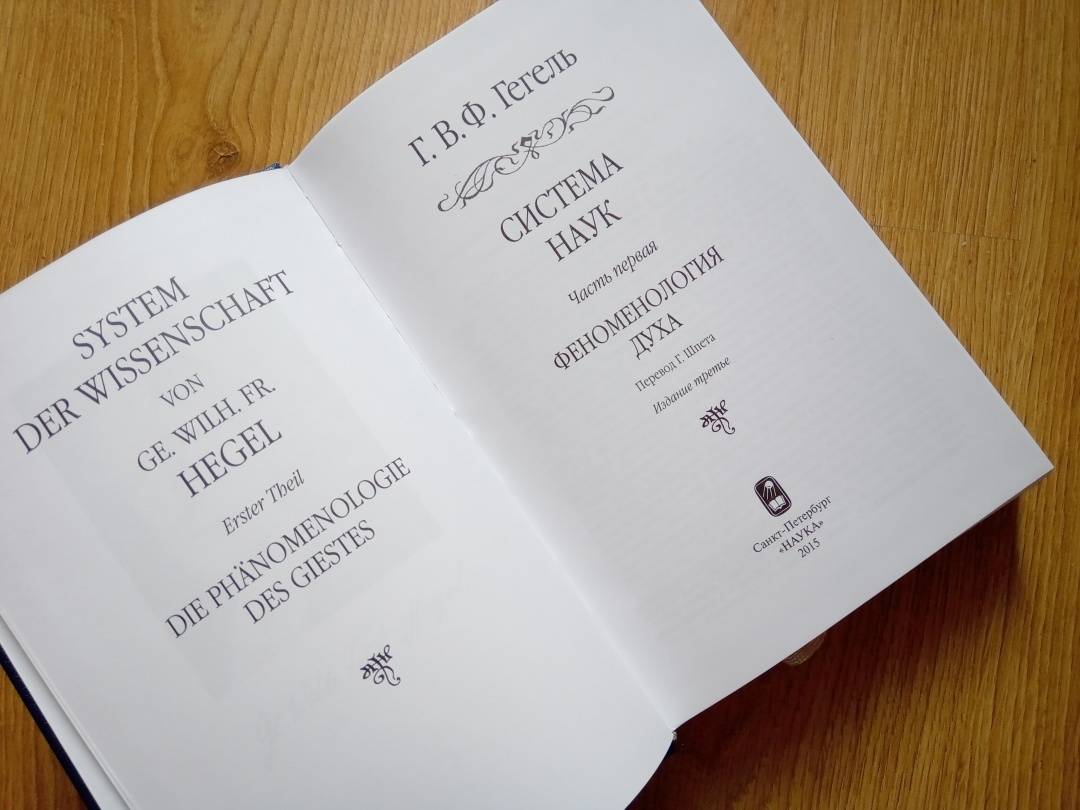 SYSTEM
DER WISSENSCHAFT
VON
GE. WILH. FR.
HEGEL
Erster Theil
DIE PHÄNOMENOLOGIE
DES GIESTES
Г. В. Ф. Гегель
СИСТЕМА
НАУК
Часть первая
ФЕНОМЕНОЛОГИЯ
ДУХА
Перевод Г. Шпета
Издание третье
Санкт-Петербург
«НАУКА»
2015